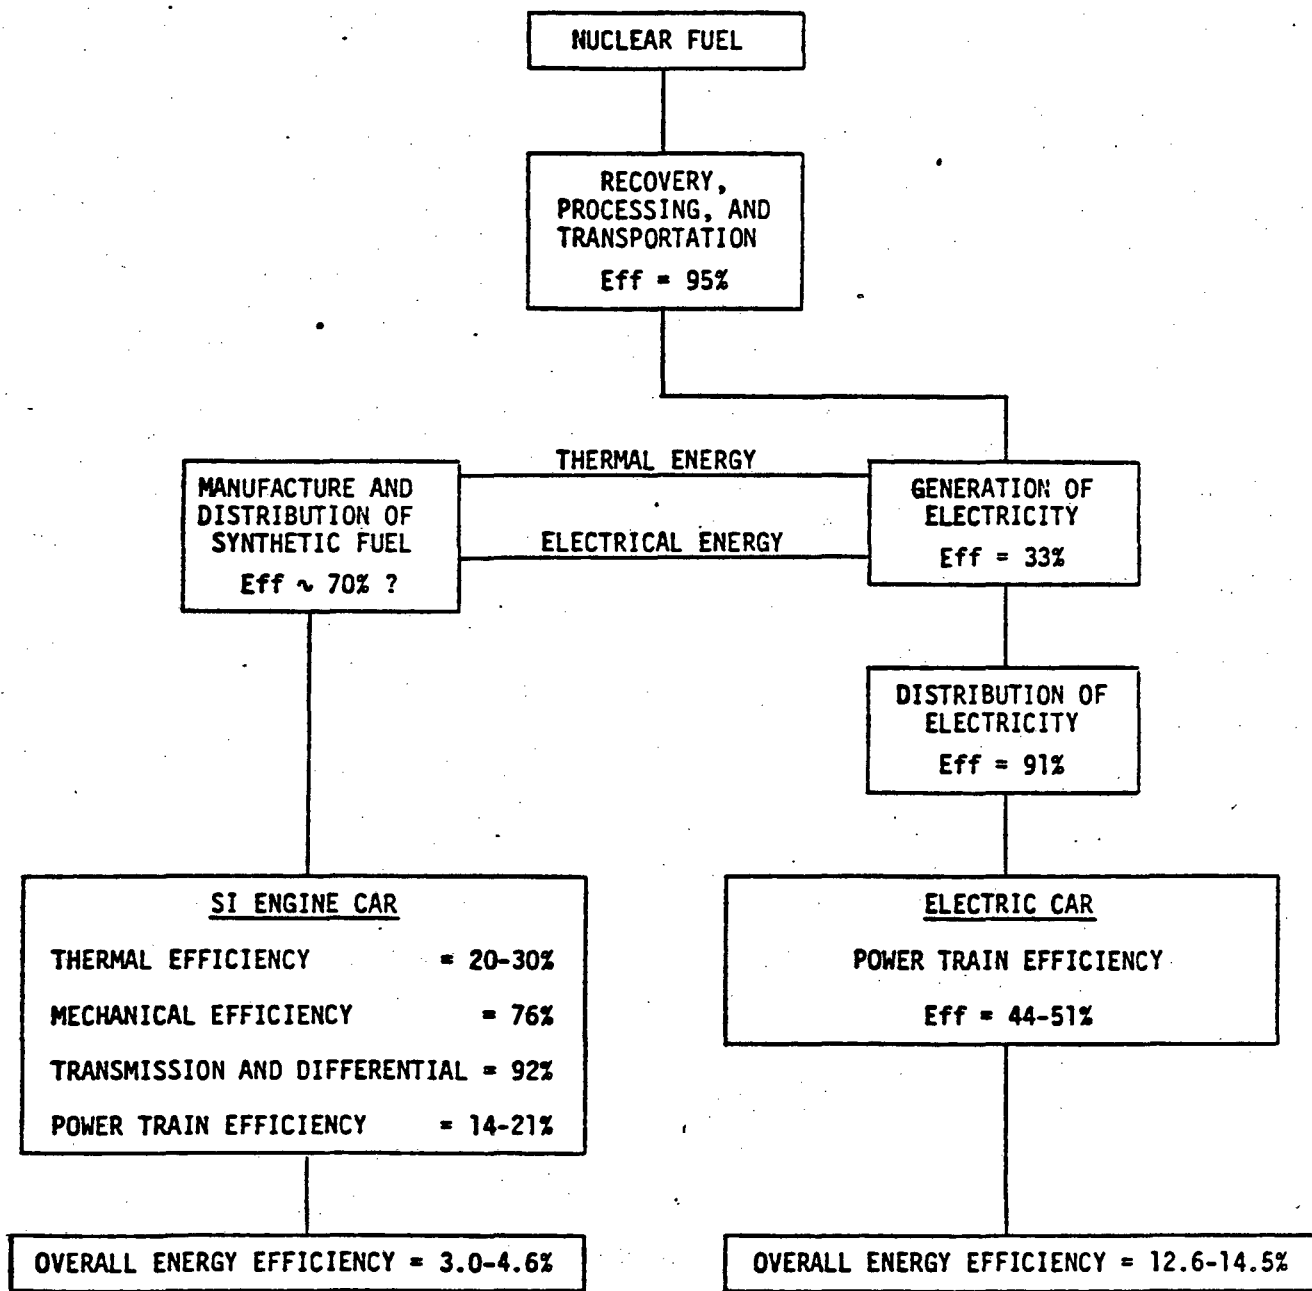 NUCLEAR FUEL
RECOVERY,
PROCESSING, AND
TRANSPORTATION
Eff = 95%
THERMAL ENERGY
ELECTRICAL ENERGY
MANUFACTURE AND
DISTRIBUTION OF
SYNTHETIC FUEL
Eff ~ 70% ?
GENERATION OF
ELECTRICITY
Eff = 33%
DISTRIBUTION OF
ELECTRICITY
Eff = 91%
SI ENGINE CAR
THERMAL EFFICIENCY = 20-30%
MECHANICAL EFFICIENCY = 76%
TRANSMISSION AND DIFFERENTIAL = 92%
POWER TRAIN EFFICIENCY = 14-21%
ELECTRIC CAR
POWER TRAIN EFFICIENCY
Eff = 44-51%
OVERALL ENERGY EFFICIENCY = 3.0-4.6%
OVERALL ENERGY EFFICIENCY = 12.6-14.5%